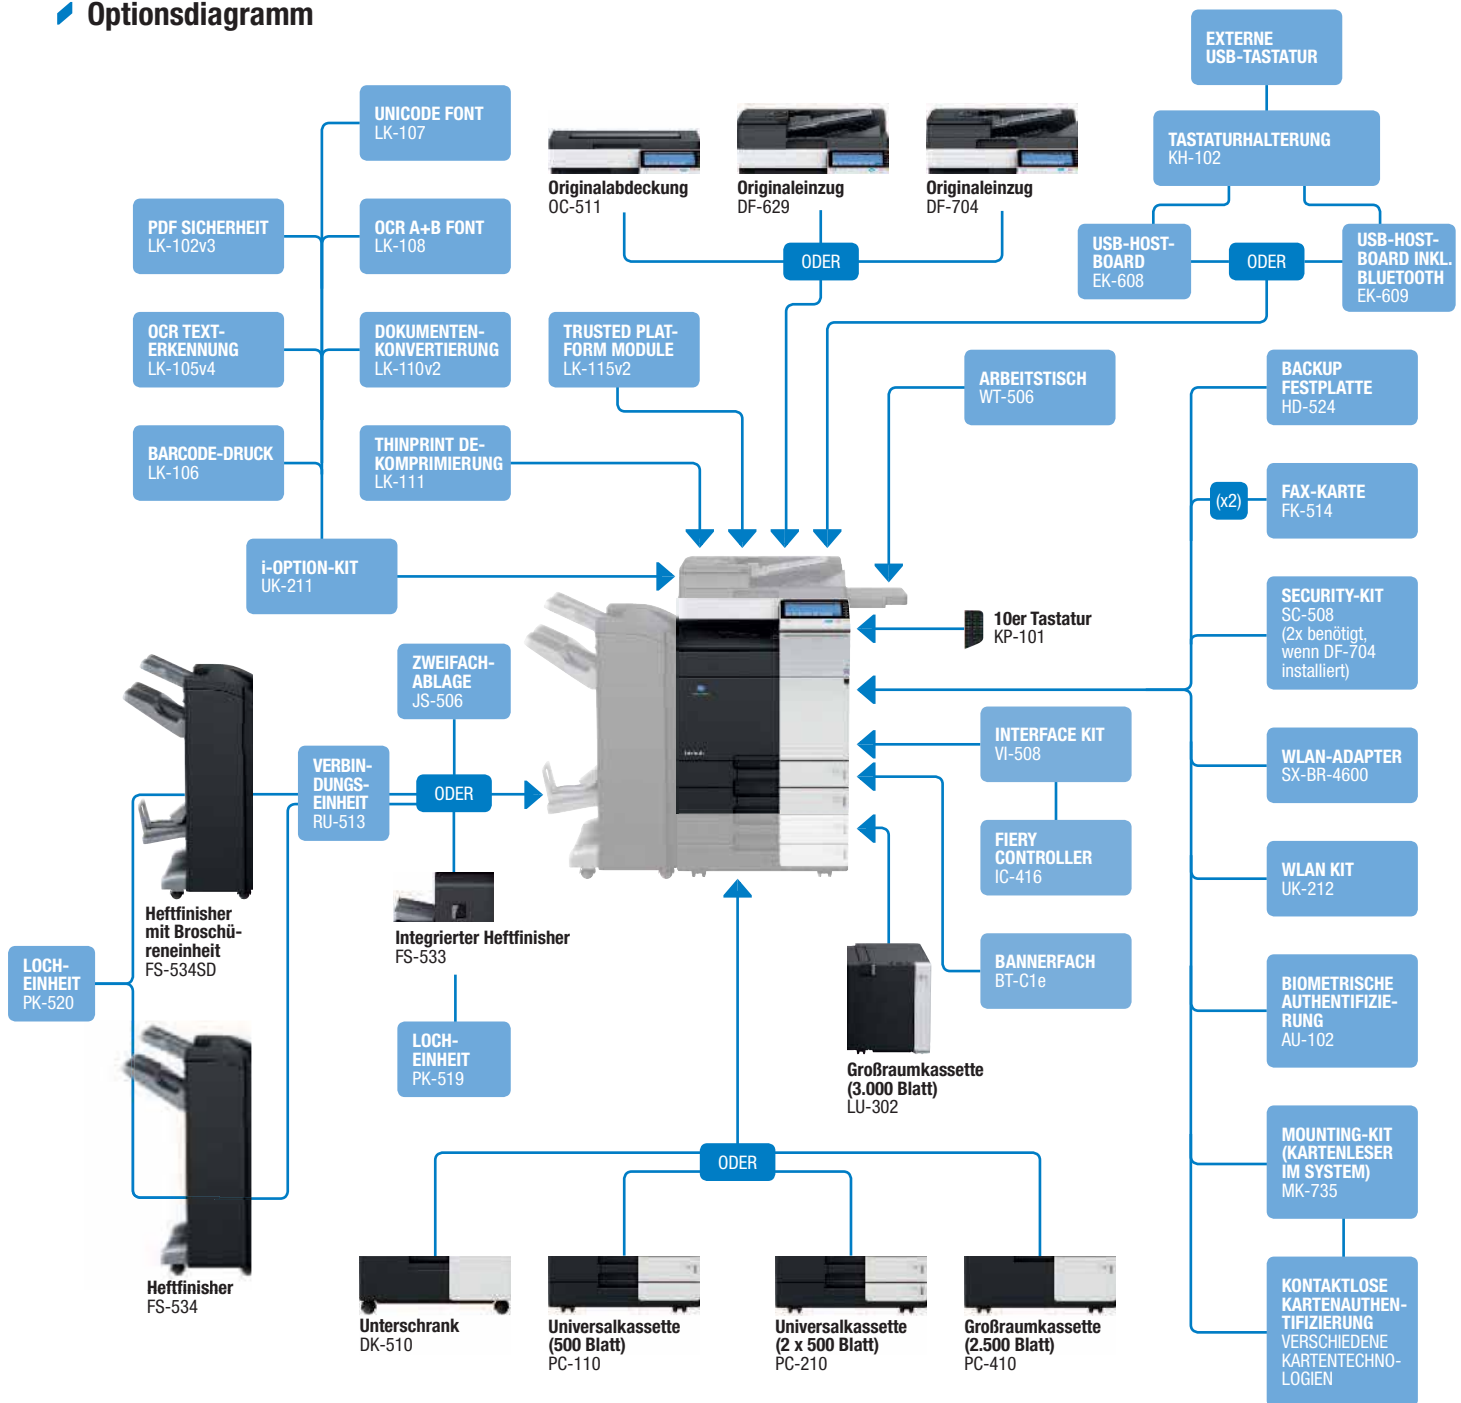 Optionsdiagramm
EXTERNE
USB-TASTATUR
UNICODE FONT
LK-107
TASTATURHALTERUNG
KH-102
Originalabdeckung
OC-511
Originaleinzug
DF-629
Originaleinzug
DF-704
PDF SICHERHEIT
LK-102v3
OCR A+B FONT
LK-108
ODER
USB-HOST-
BOARD
EK-608
ODER
USB-HOST-
BOARD INKL.
BLUETOOTH
EK-609
OCR TEXT-
ERKENNUNG
LK-105v4
DOKUMENTEN-
KONVERTIERUNG
LK-110v2
TRUSTED PLAT-
FORM MODULE
LK-115v2
ARBEITSTISCH
WT-506
BACKUP
FESTPLATTE
HD-524
BARCODE-DRUCK
LK-106
THINPRINT DE-
KOMPRIMIERUNG
LK-111
(x2)
FAX-KARTE
FK-514
i-OPTION-KIT
UK-211
SECURITY-KIT
SC-508
(2x benötigt,
wenn DF-704
installiert)
10er Tastatur
KP-101
ZWEIFACH-
ABLAGE
JS-506
INTERFACE KIT
VI-508
WLAN-ADAPTER
SX-BR-4600
VERBIN-
DUNGS-
EINHEIT
RU-513
ODER
FIERY
CONTROLLER
IC-416
WLAN KIT
UK-212
Heftfinisher
mit Broschü-
reneinheit
FS-534SD
Integrierter Heftfinisher
FS-533
LOCH-
EINHEIT
PK-520
BANNERFACH
BT-C1e
BIOMETRISCHE
AUTHENTIFIZIE-
RUNG
AU-102
LOCH-
EINHEIT
PK-519
Großraumkassette
(3.000 Blatt)
LU-302
ODER
MOUNTING-KIT
(KARTENLESER
IM SYSTEM)
MK-735
Heftfinisher
FS-534
Unterschrank
DK-510
Universalkassette
(500 Blatt)
PC-110
Universalkassette
(2 x 500 Blatt)
PC-210
Großraumkassette
(2.500 Blatt)
PC-410
KONTAKTLOSE
KARTENAUTHEN-
TIFIZIERUNG
VERSCHIEDENE
KARTENTECHNO-
LOGIEN